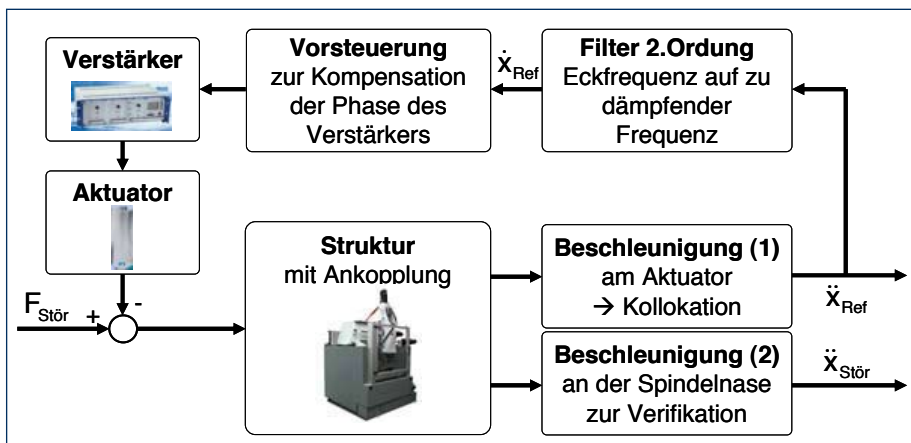 Verstärker
Vorsteuerung
zur Kompensation
der Phase des
Verstärkers
ẋRef
Filter 2.Ordung
Eckfrequenz auf zu
dämpfender
Frequenz
Aktuator
FStör
+
-
Struktur
mit Ankopplung
Beschleunigung (1)
am Aktuator
→ Kollokation
ẍRef
Beschleunigung (2)
an der Spindelnase
zur Verifikation
ẍStör